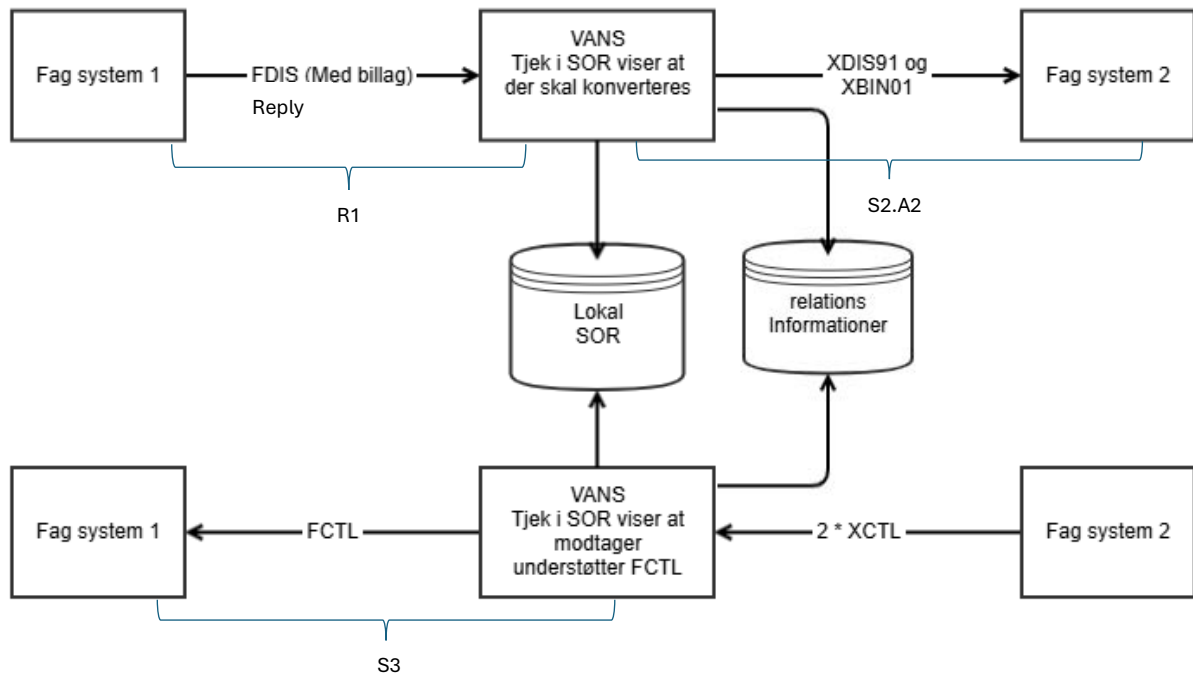 Fag system 1
FDIS (Med billag)
Reply
VANS
Tjek i SOR viser at
der skal konverteres
XDIS91 og
XBIN01
Fag system 2
R1
S2.A2
Lokal
SOR
relations
Informationer
Fag system 1
FCTL
VANS
Tjek i SOR viser at
modtager
understøtter FCTL
2 * XCTL
Fag system 2
S3